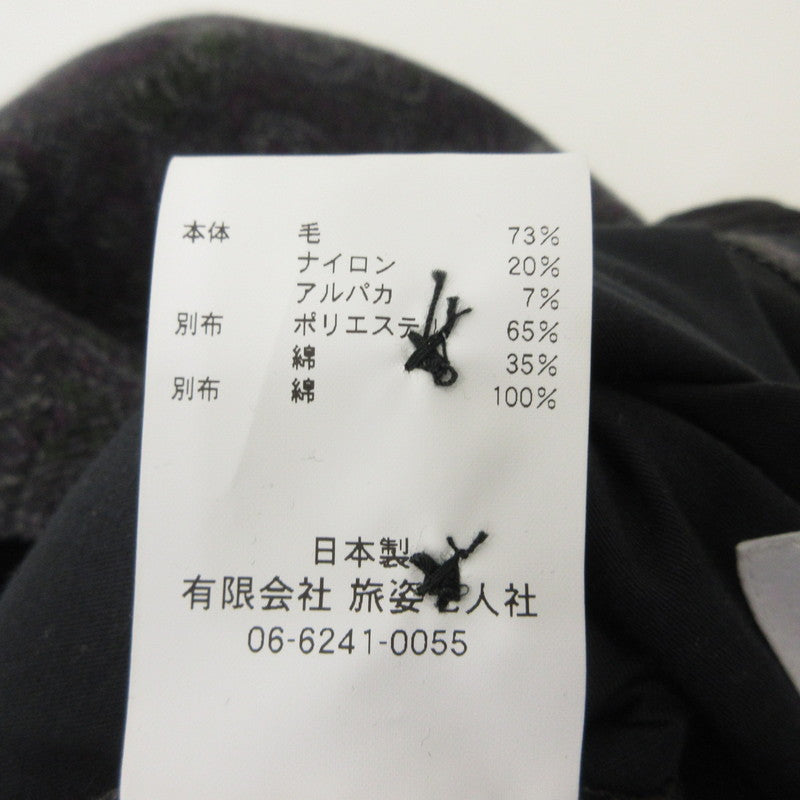 本体 毛 73%
ナイロン 20%
アルパカ 7%
別布 ポリエステル 65%
綿 35%
別布 綿 100%
日本製
有限会社 旅姿 人社
06-6241-0055